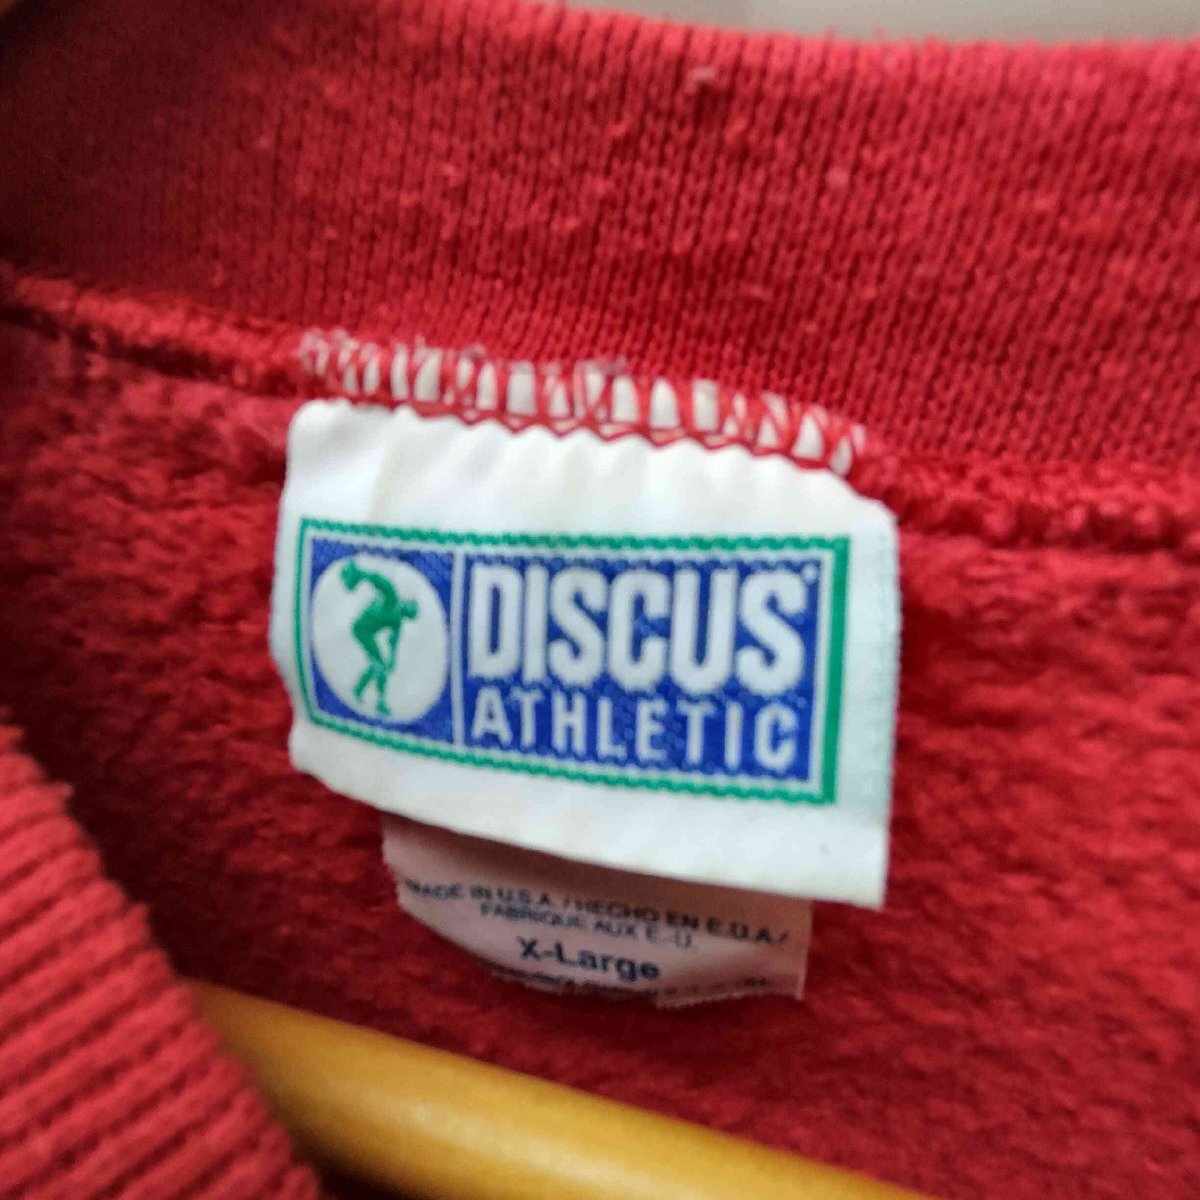 DISCUS®
ATHLETIC
MADE IN U.S.A. / HECHO EN E.U.A./
FABRIQUE AUX E.-U.
X-Large